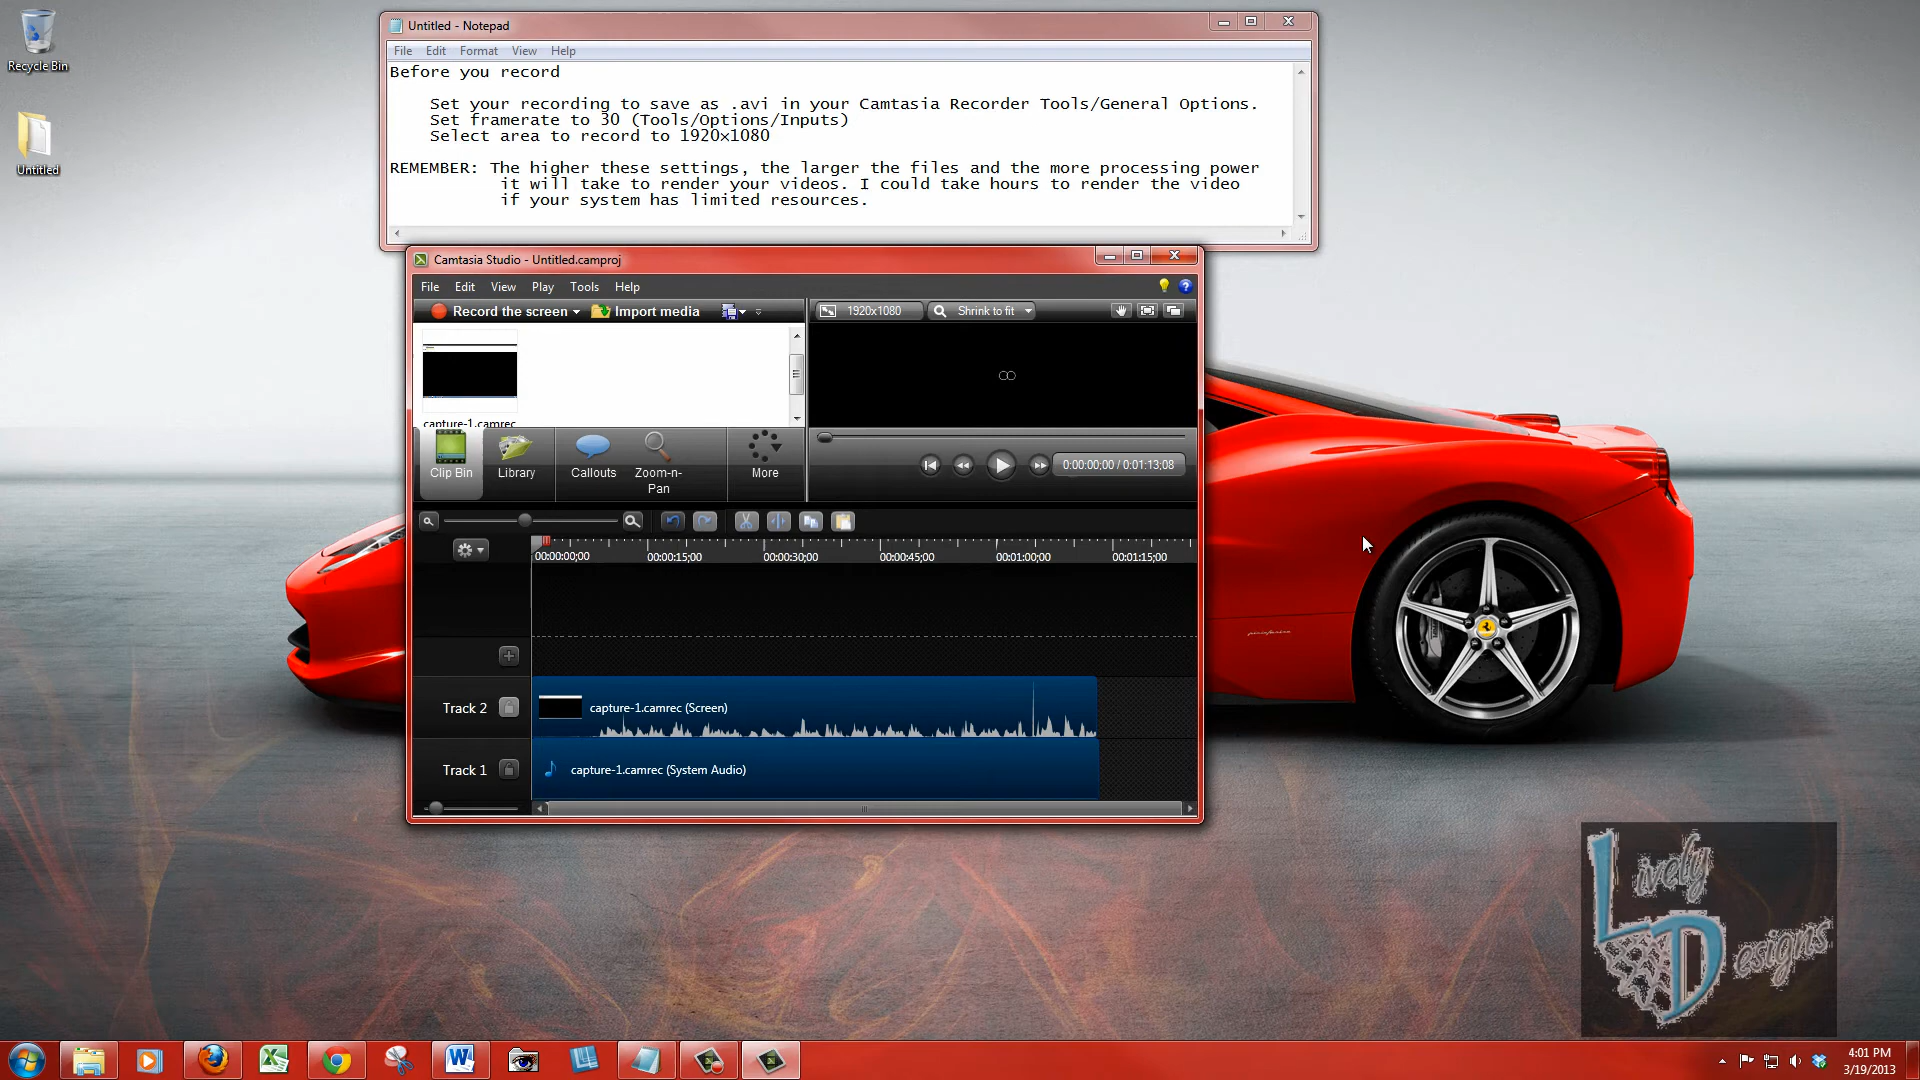 Recycle Bin
Untitled
Untitled - Notepad
File Edit Format View Help
Before you record
Set your recording to save as .avi in your Camtasia Recorder Tools/General Options.
Set framerate to 30 (Tools/Options/Inputs)
Select area to record to 1920x1080
REMEMBER: The higher these settings, the larger the files and the more processing power
it will take to render your videos. I could take hours to render the video
if your system has limited resources.
Camtasia Studio - Untitled.camproj
File Edit View Play Tools Help
Record the screen Import media
1920x1080 Shrink to fit
capture-1.camrec
Clip Bin Library Callouts Zoom-n-Pan More
0:00:00;00 / 0:01:13;08
00:00:00;00 00:00:15;00 00:00:30;00 00:00:45;00 00:01:00;00 00:01:15;00
Track 2 capture-1.camrec (Screen)
Track 1 capture-1.camrec (System Audio)
pininfarina
Lively
Designs
4:01 PM
3/19/2013